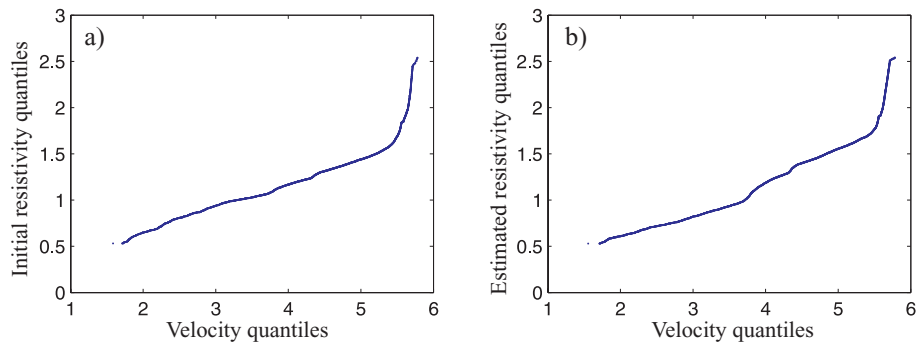 a)
Initial resistivity quantiles
3
2.5
2
1.5
1
0.5
0
1 2 3 4 5 6
Velocity quantiles
b)
Estimated resistivity quantiles
3
2.5
2
1.5
1
0.5
0
1 2 3 4 5 6
Velocity quantiles